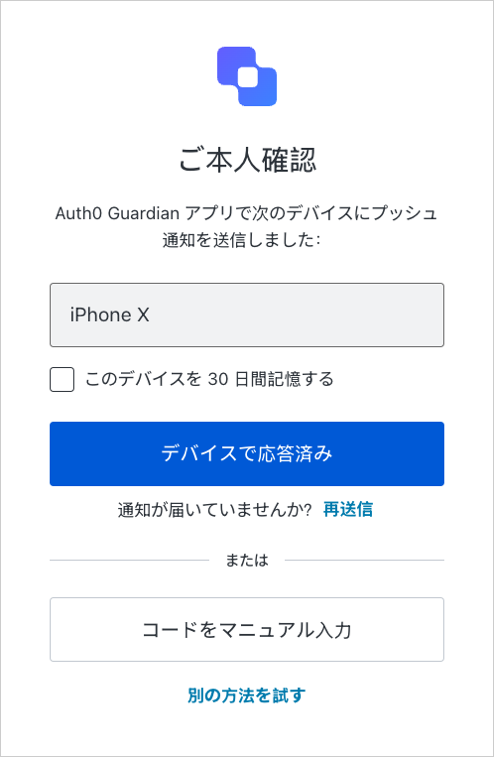 ご本人確認
Auth0 Guardian アプリで次のデバイスにプッシュ
通知を送信しました:
iPhone X
このデバイスを 30 日間記憶する
デバイスで応答済み
通知が届いていませんか? 再送信
または
コードをマニュアル入力
別の方法を試す